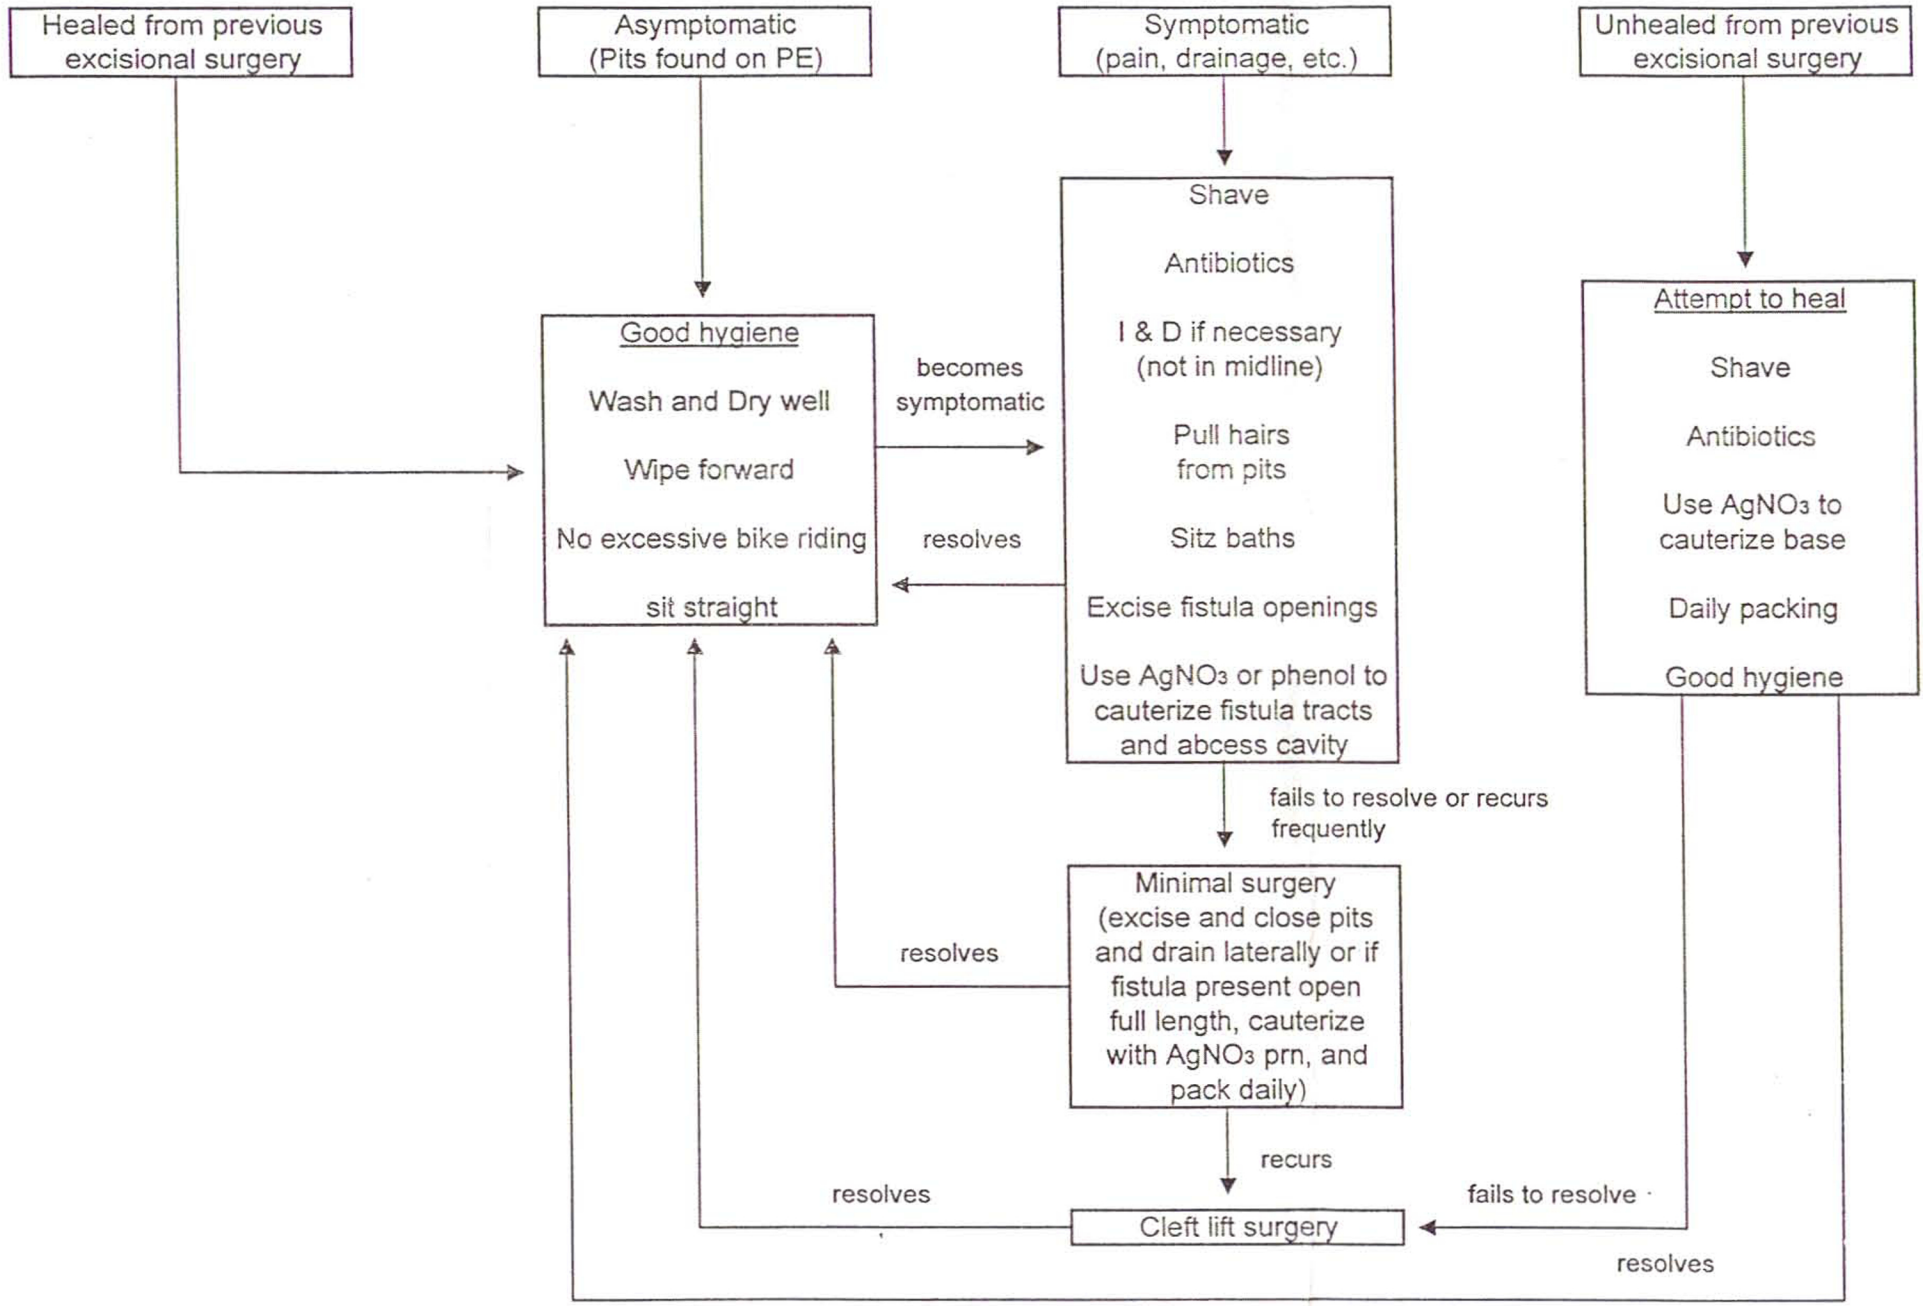 Healed from previous
excisional surgery
Asymptomatic
(Pits found on PE)
Symptomatic
(pain, drainage, etc.)
Unhealed from previous
excisional surgery
Good hygiene
Wash and Dry well
Wipe forward
No excessive bike riding
sit straight
becomes
symptomatic
resolves
Shave
Antibiotics
I & D if necessary
(not in midline)
Pull hairs
from pits
Sitz baths
Excise fistula openings
Use AgNO3 or phenol to
cauterize fistula tracts
and abcess cavity
Attempt to heal
Shave
Antibiotics
Use AgNO3 to
cauterize base
Daily packing
Good hygiene
fails to resolve or recurs
frequently
Minimal surgery
(excise and close pits
and drain laterally or if
fistula present open
full length, cauterize
with AgNO3 prn, and
pack daily)
resolves
recurs
resolves
Cleft lift surgery
fails to resolve
resolves